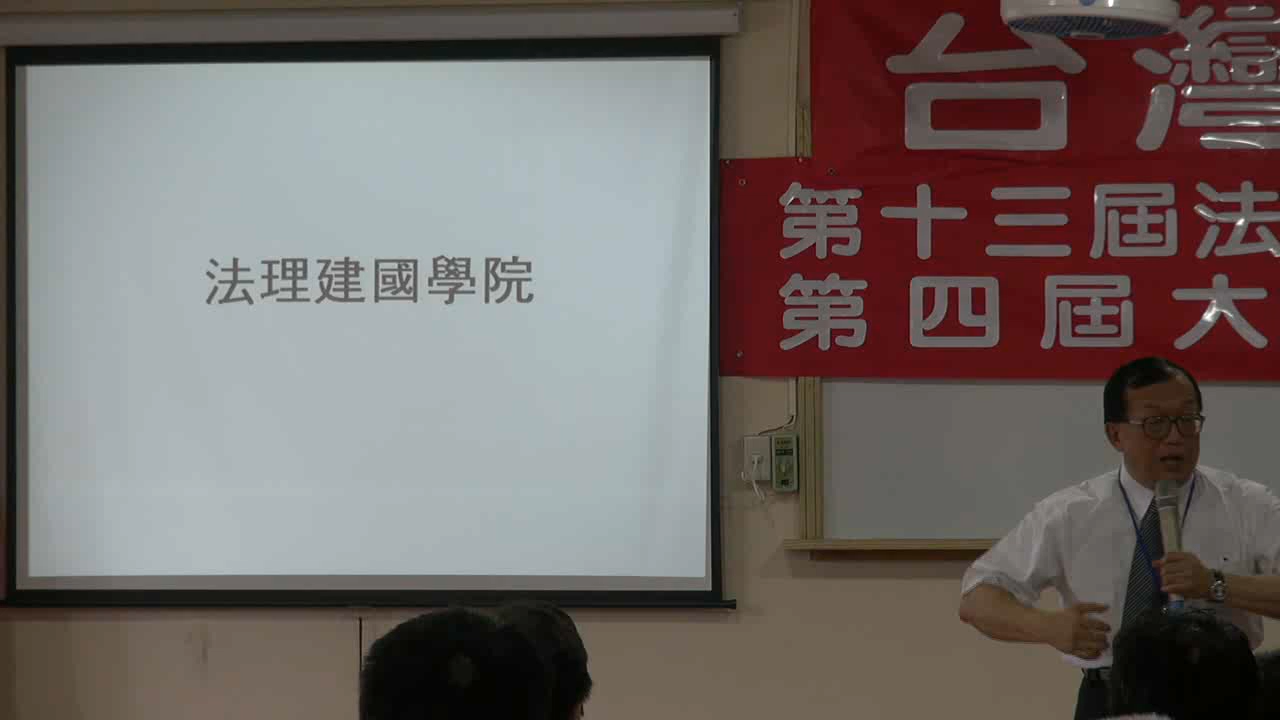 法理建國學院
台灣
第十三屆法
第四屆大